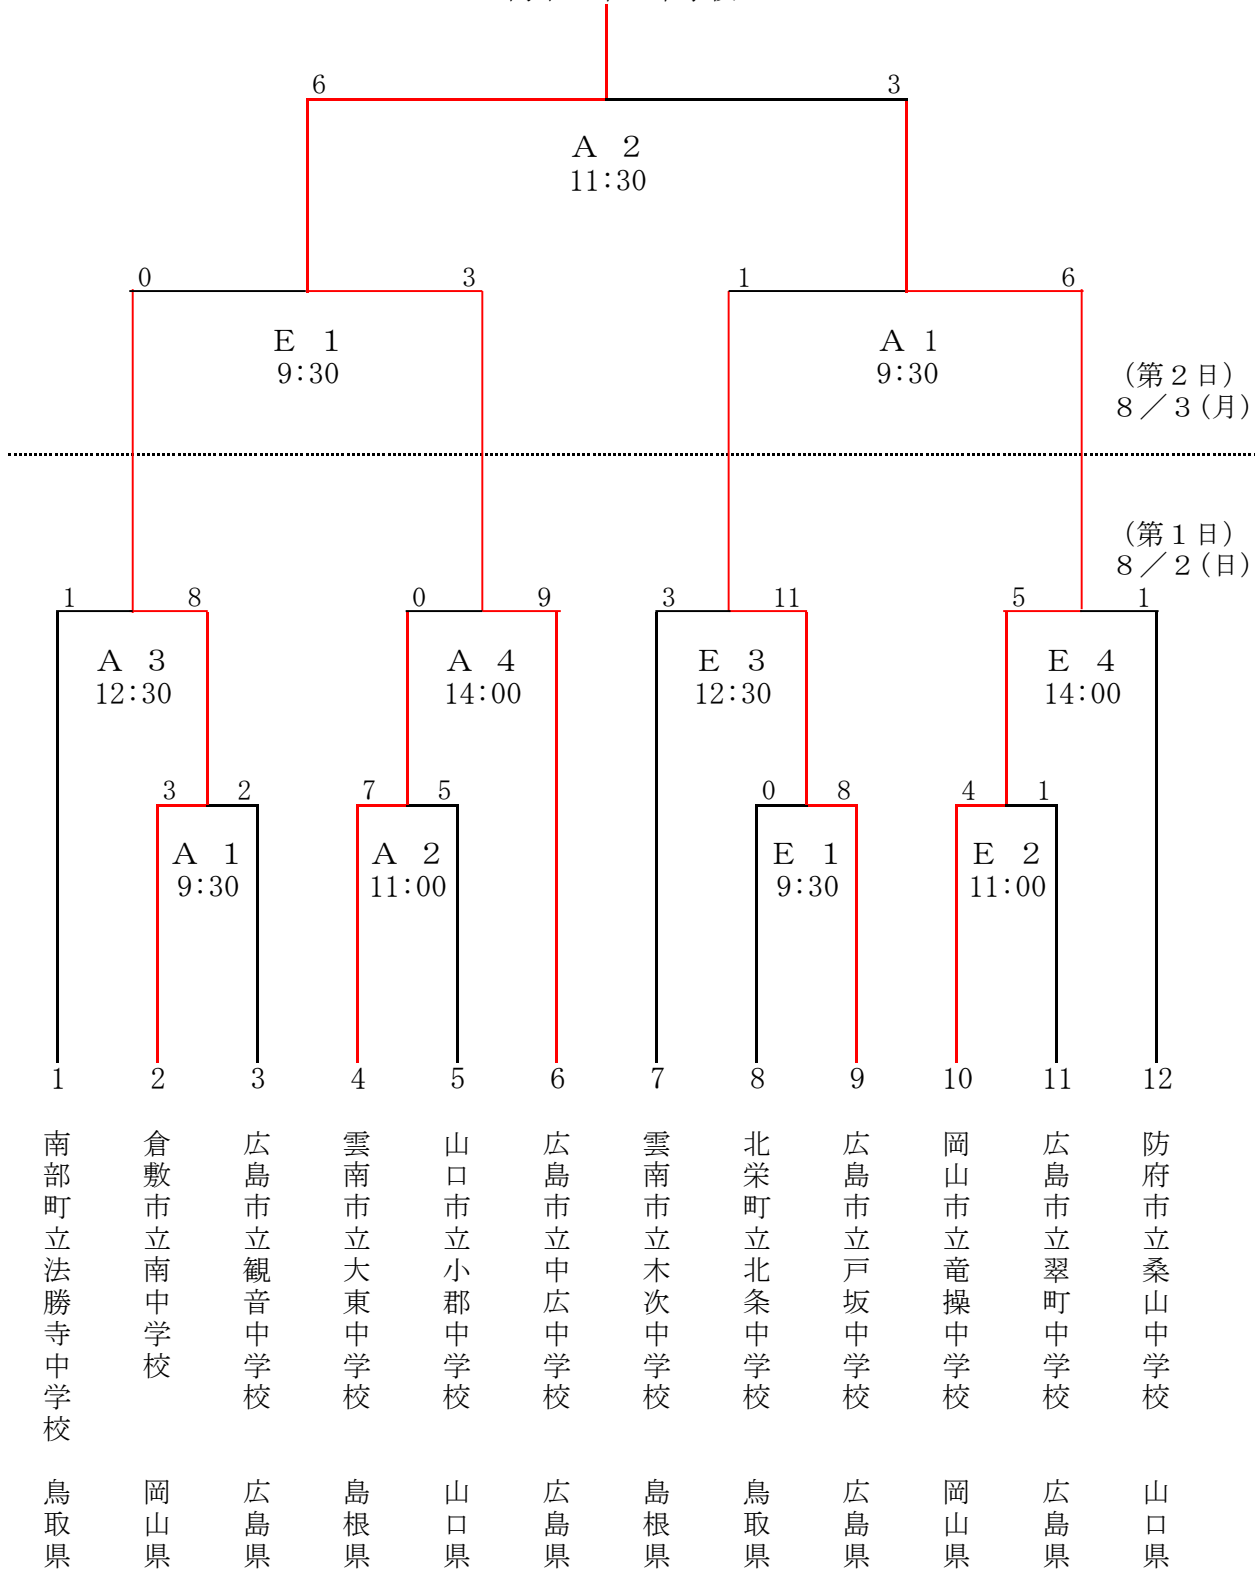 6 3
A 2
11:30
0 3 1 6
E 1
9:30
A 1
9:30
(第２日)
８／３(月)
(第１日)
８／２(日)
1 8 0 9 3 11 5 1
A 3
12:30
A 4
14:00
E 3
12:30
E 4
14:00
3 2 7 5 0 8 4 1
A 1
9:30
A 2
11:00
E 1
9:30
E 2
11:00
1 2 3 4 5 6 7 8 9 10 11 12
南部町立法勝寺中学校
倉敷市立南中学校
広島市立観音中学校
雲南市立大東中学校
山口市立小郡中学校
広島市立中広中学校
雲南市立木次中学校
北栄町立北条中学校
広島市立戸坂中学校
岡山市立竜操中学校
広島市立翠町中学校
防府市立桑山中学校
鳥取県
岡山県
広島県
島根県
山口県
広島県
島根県
鳥取県
広島県
岡山県
広島県
山口県